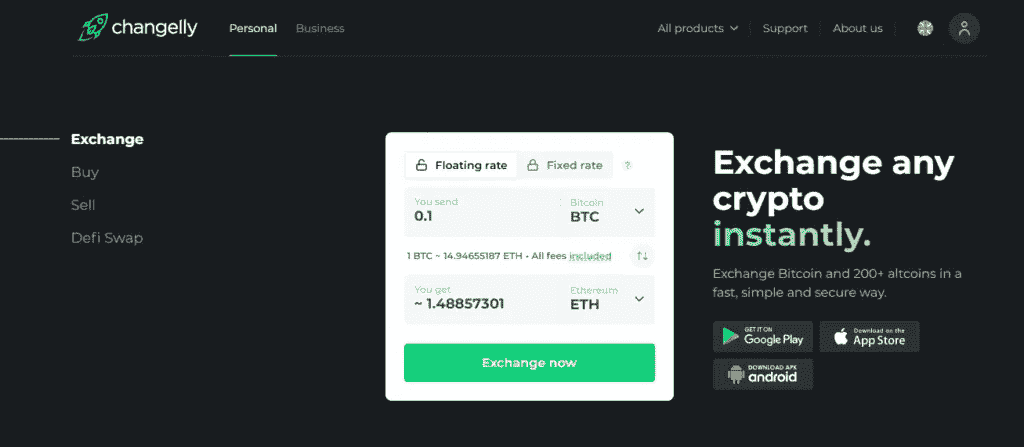 changelly
Personal
Business
All products
Support
About us
Exchange
Buy
Sell
Defi Swap
Floating rate
Fixed rate
?
You send
0.1
Bitcoin
BTC
1 BTC ~ 14.94655187 ETH • All fees included
You get
~ 1.48857301
Ethereum
ETH
Exchange now
Exchange any
crypto
instantly.
Exchange Bitcoin and 200+ altcoins in a
fast, simple and secure way.
GET IT ON
Google Play
Download on the
App Store
DOWNLOAD APK
android